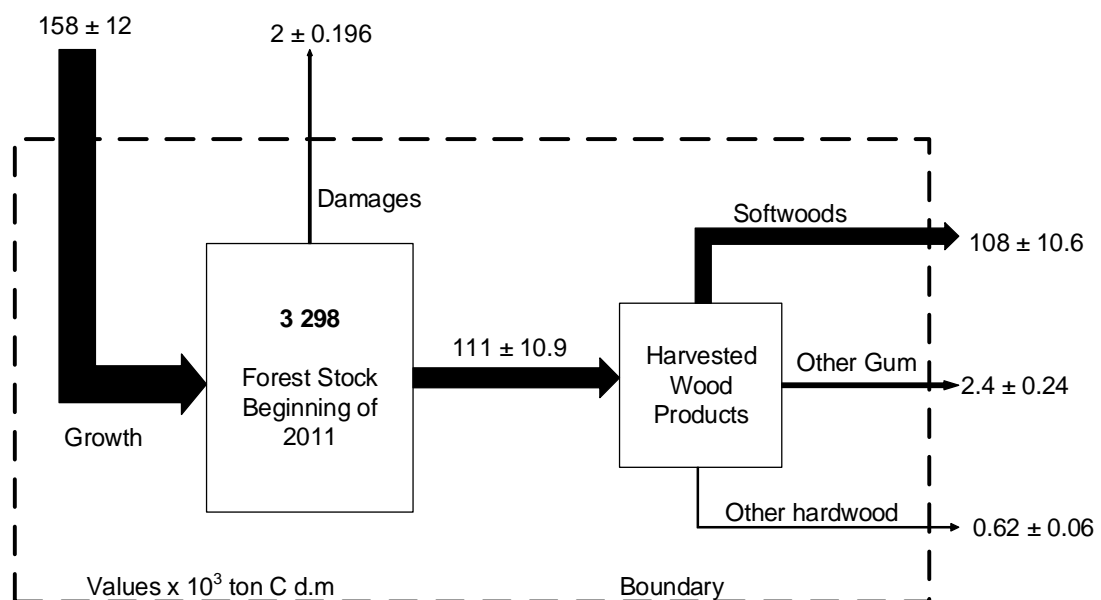 158 ± 12
2 ± 0.196
Damages
Softwoods
108 ± 10.6
3 298
Forest Stock
Beginning of
2011
111 ± 10.9
Harvested
Wood
Products
Other Gum
2.4 ± 0.24
Growth
Other hardwood
0.62 ± 0.06
Values x 10³ ton C d.m
Boundary